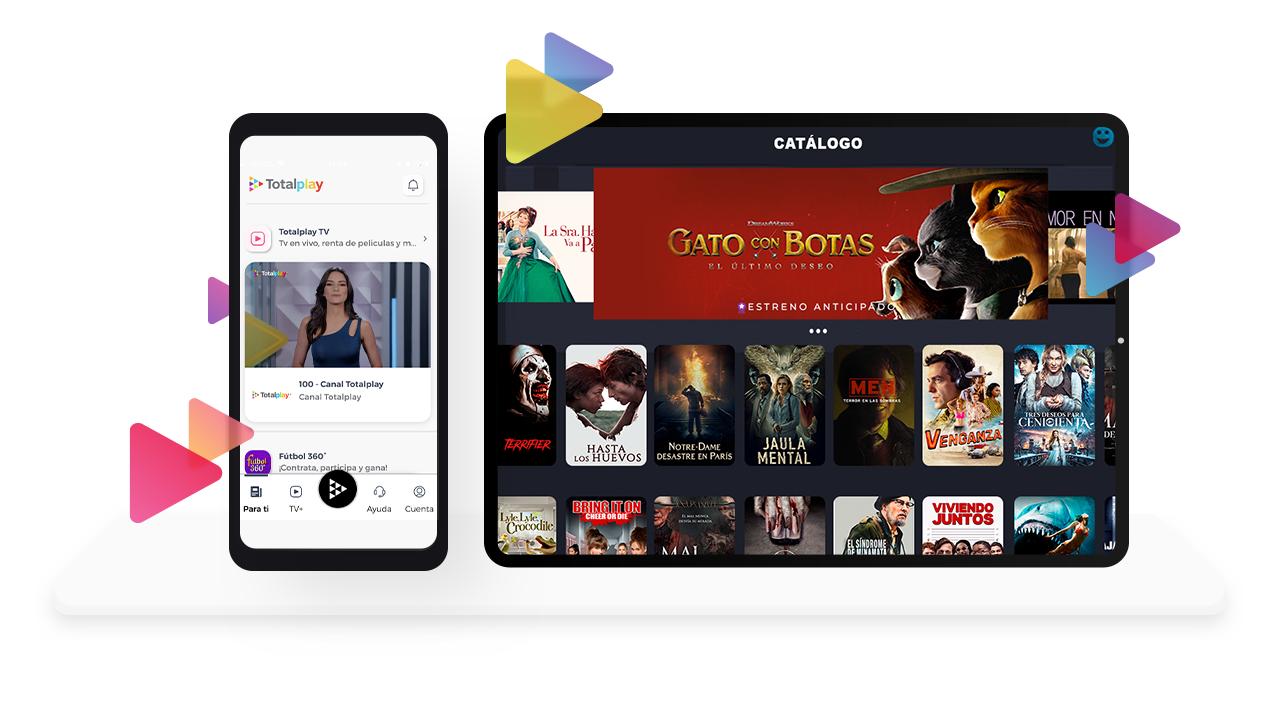 Totalplay
Totalplay TV
Tv en vivo, renta de peliculas y m...
Totalplay
100 - Canal Totalplay
Totalplay
Canal Totalplay
Fútbol 360°
fútbol
360°
¡Contrata, participa y gana!
Para ti
TV+
Ayuda
Cuenta
CATÁLOGO
La Sra. Ha
Va a Pa
DREAMWORKS
GATO CON BOTAS
EL ÚLTIMO DESEO
ESTRENO ANTICIPADO
MOR EN N
TERRIFIER
HASTA
LOS HUEVOS
NOTRE-DAME
DESASTRE EN PARÍS
JAULA
MENTAL
MEN
TERROR EN LAS SOMBRAS
VENGANZA
TRES DESEOS PARA
CENICIENTA
DE
Lyle, Lyle
Crocodile
BRING IT ON
CHEER OR DIE
MAL
EL SÍNDROME
DE MINAMATA
VIVIENDO
JUNTOS